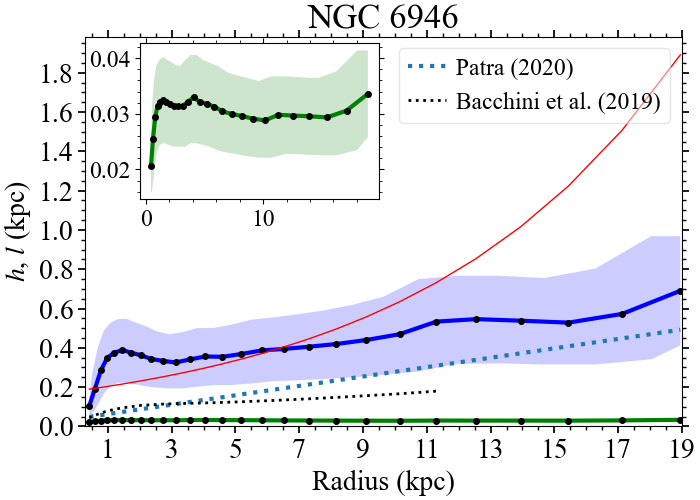 NGC 6946
h, l (kpc)
1.8
1.6
1.4
1.2
1.0
0.8
0.6
0.4
0.2
0.0
0.04
0.03
0.02
0 10
Patra (2020)
Bacchini et al. (2019)
1 3 5 7 9 11 13 15 17 19
Radius (kpc)